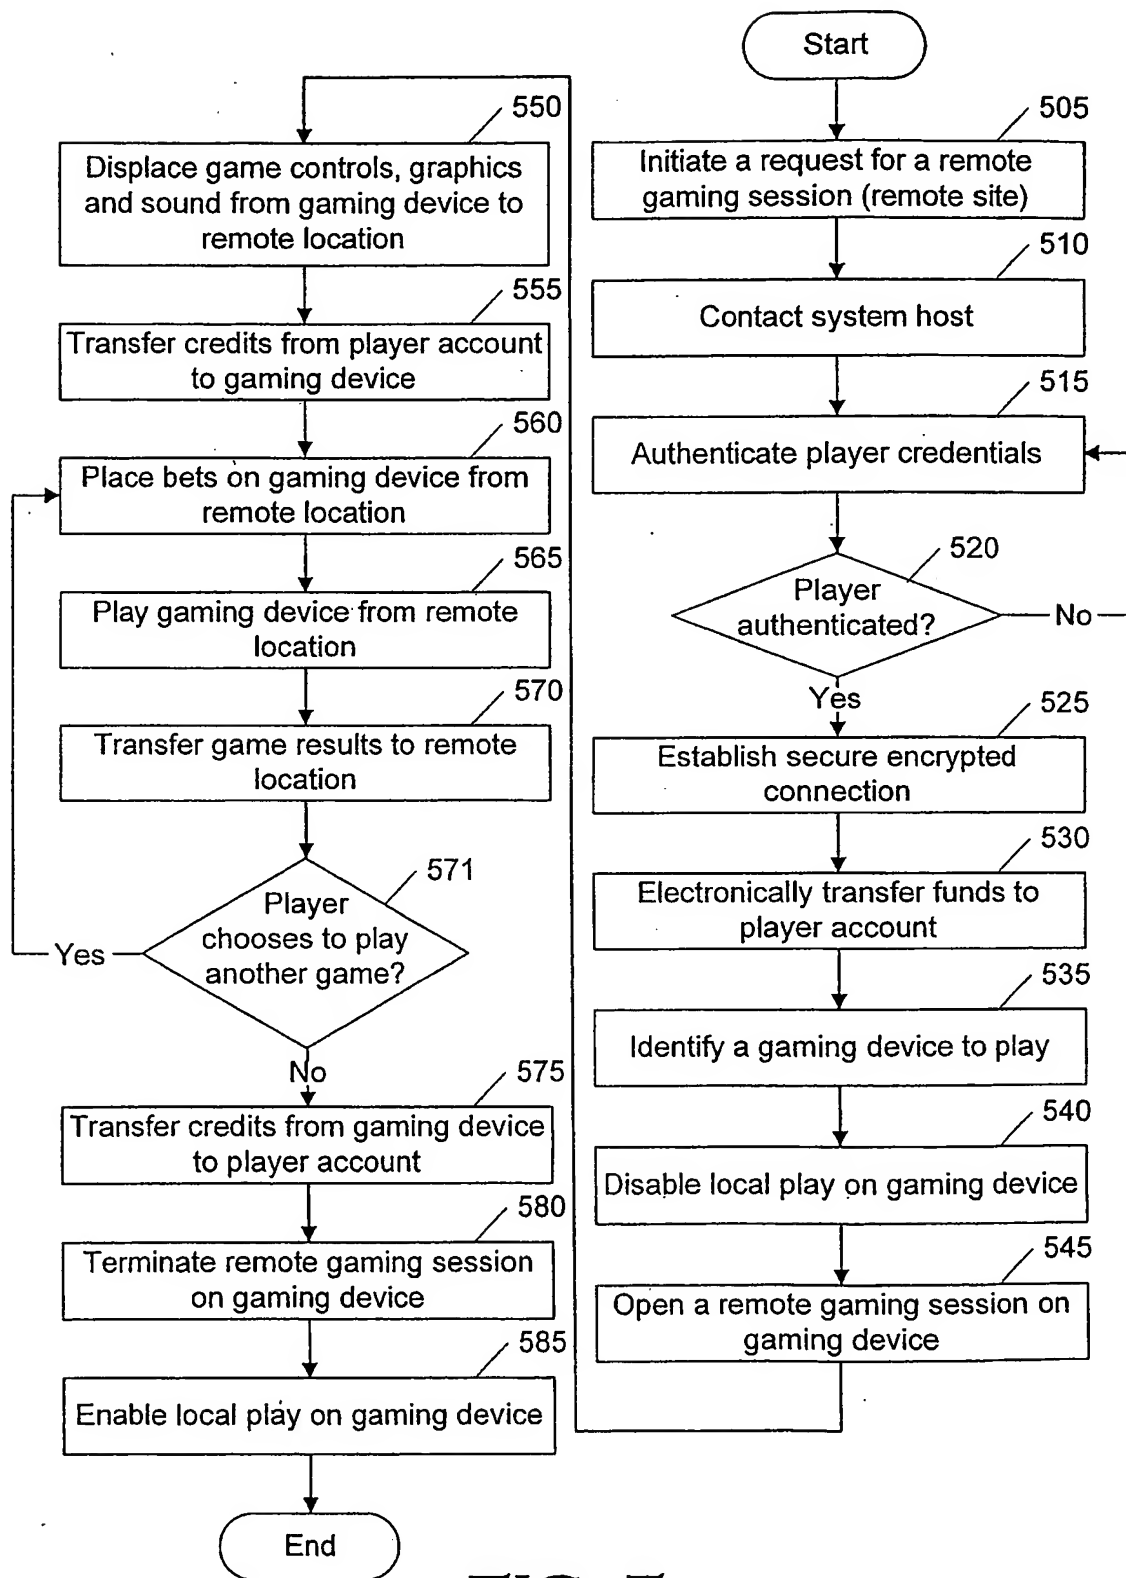 Start
505
Initiate a request for a remote
gaming session (remote site)
510
Contact system host
515
Authenticate player credentials
520
Player
authenticated?
No
Yes
525
Establish secure encrypted
connection
530
Electronically transfer funds to
player account
535
Identify a gaming device to play
540
Disable local play on gaming device
545
Open a remote gaming session on
gaming device
550
Displace game controls, graphics
and sound from gaming device to
remote location
555
Transfer credits from player account
to gaming device
560
Place bets on gaming device from
remote location
565
Play gaming device from remote
location
570
Transfer game results to remote
location
571
Player
chooses to play
another game?
Yes
No
575
Transfer credits from gaming device
to player account
580
Terminate remote gaming session
on gaming device
585
Enable local play on gaming device
End